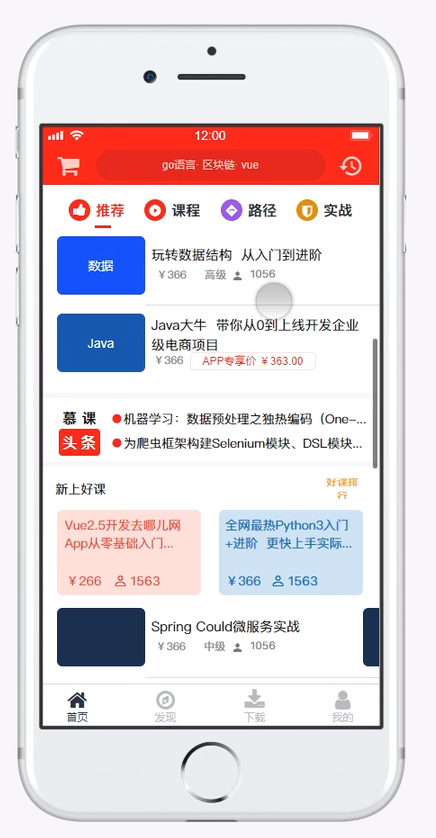 12:00
go语言· 区块链· vue
推荐 课程 路径 实战
数据
玩转数据结构 从入门到进阶
¥366 高级 1056
Java
Java大牛 带你从0到上线开发企业
级电商项目
¥366 APP专享价 ¥363.00
慕课
头条
机器学习：数据预处理之独热编码（One-...
为爬虫框架构建Selenium模块、DSL模块...
新上好课
好课排
行
Vue2.5开发去哪儿网
App从零基础入门...
¥266 1563
全网最热Python3入门
+进阶 更快上手实际...
¥366 1563
Spring Could微服务实战
¥366 中级 1056
首页 发现 下载 我的